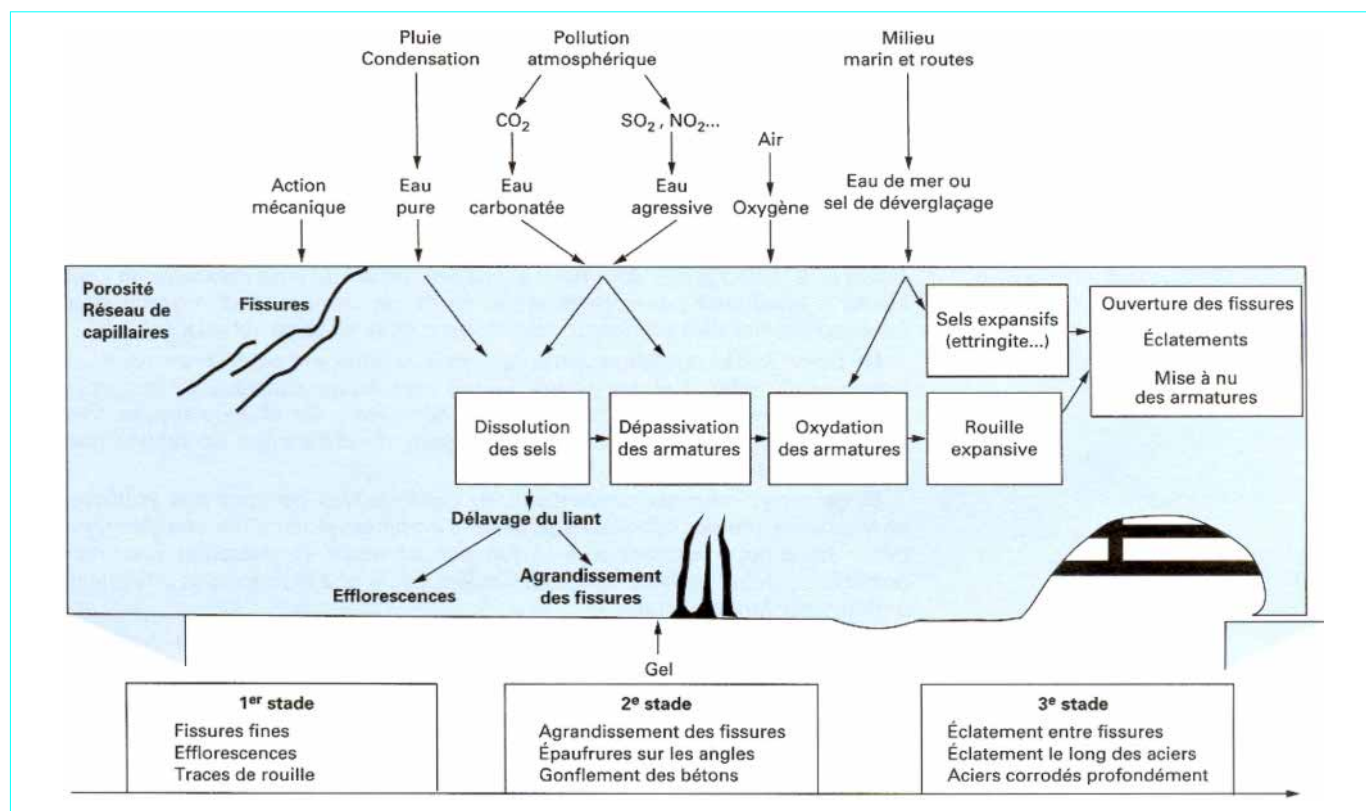 Pluie
Condensation
Pollution
atmosphérique
Milieu
marin et routes
CO₂
SO₂, NO₂...
Air
Action
mécanique
Eau
pure
Eau
carbonatée
Eau
agressive
Oxygène
Eau de mer ou
sel de déverglaçage
Porosité
Réseau de
capillaires
Fissures
Sels expansifs
(ettringite...)
Ouverture des fissures
Éclatements
Mise à nu
des armatures
Dissolution
des sels
Dépassivation
des armatures
Oxydation
des armatures
Rouille
expansive
Délavage du liant
Efflorescences
Agrandissement
des fissures
Gel
1er stade
Fissures fines
Efflorescences
Traces de rouille
2e stade
Agrandissement des fissures
Épaufrures sur les angles
Gonflement des bétons
3e stade
Éclatement entre fissures
Éclatement le long des aciers
Aciers corrodés profondément